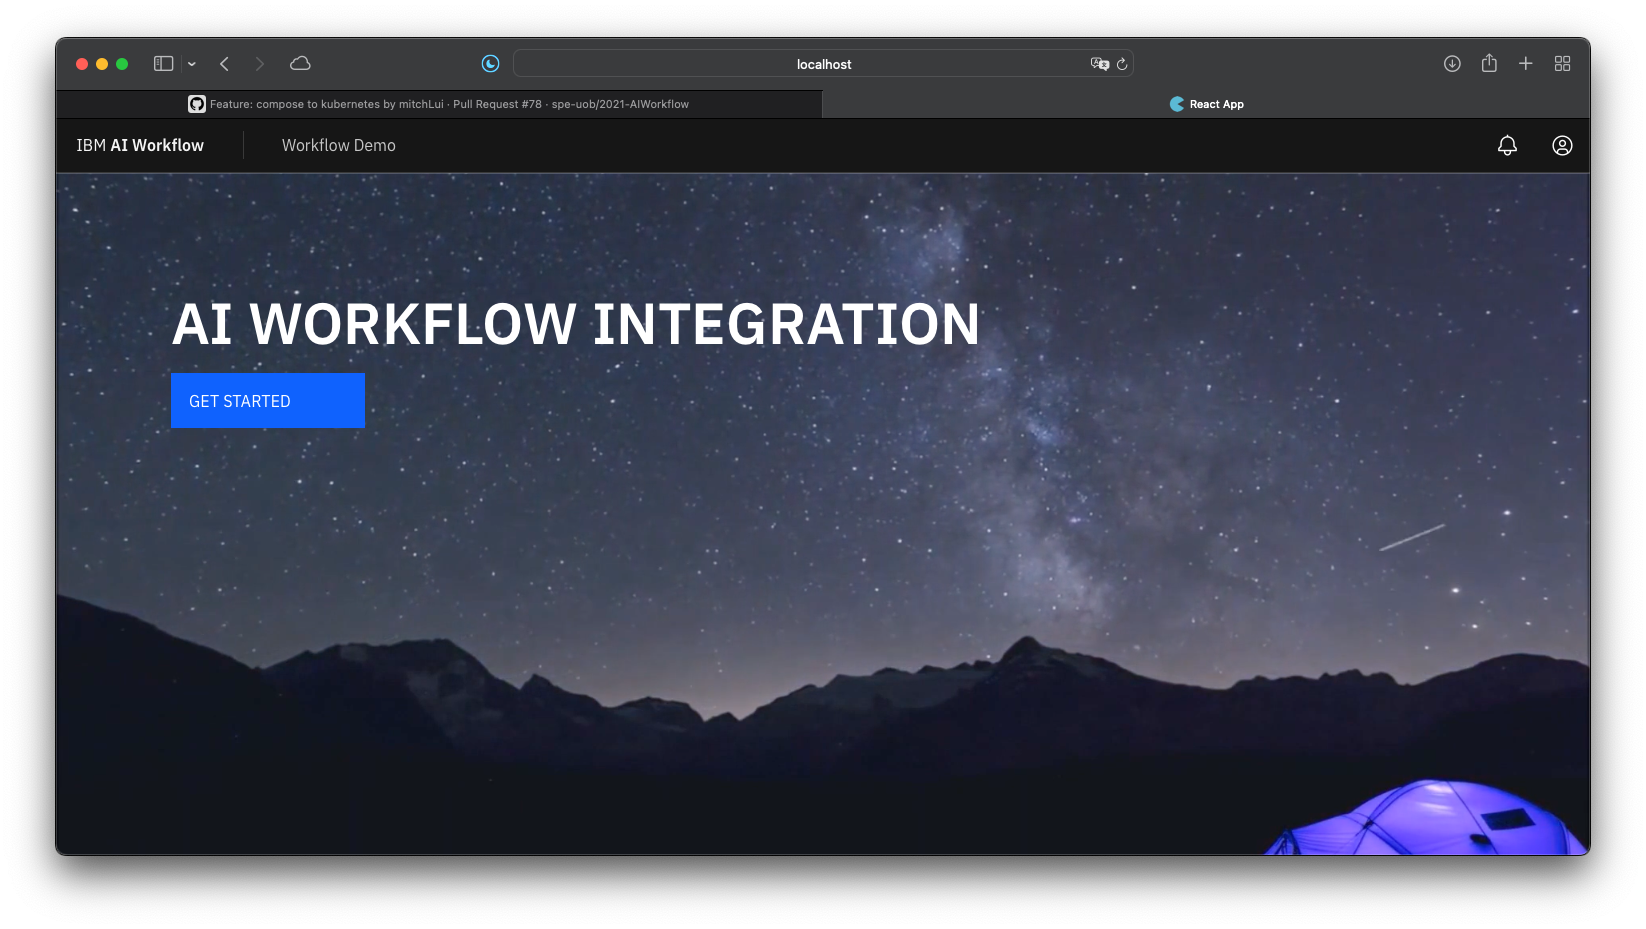 localhost
Feature: compose to kubernetes by mitchLui · Pull Request #78 · spe-uob/2021-AIWorkflow
React App
IBM AI Workflow
Workflow Demo
AI WORKFLOW INTEGRATION
GET STARTED